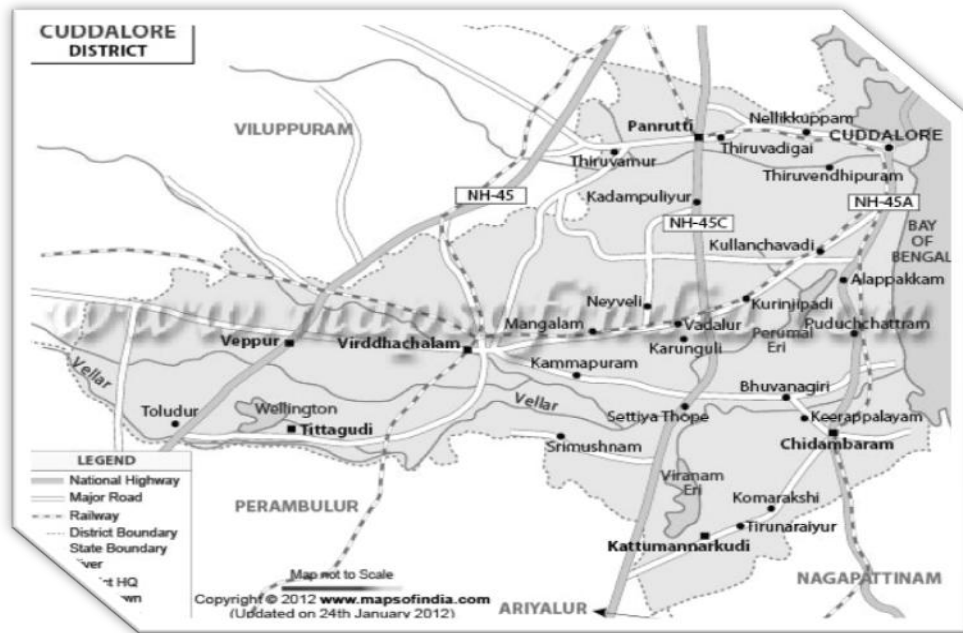 CUDDALORE
DISTRICT
VILUPPURAM
Panrutti
Nellikkuppam
CUDDALORE
Thiruvadigai
Thiruvamur
Thiruvendhipuram
NH-45
Kadampuliyur
NH-45A
NH-45C
BAY
OF
BENGAL
Kullanchavadi
Alappakkam
www.mapsofindia.com
Neyveli
Kurinjipadi
Mangalam
Vadalur
Perumal
Eri
Puduchchattram
Veppur
Virddhachalam
Karunguli
Kammapuram
Bhuvanagiri
Vellar
Vellar
Toludur
Wellington
Tittagudi
Settiya Thope
Keerappalayam
Chidambaram
Srimushnam
LEGEND
National Highway
Major Road
Railway
District Boundary
State Boundary
PERAMBULUR
Viranam
Eri
Komarakshi
Tirunaraiyur
Kattumannarkudi
Map not to Scale
NAGAPATTINAM
Copyright © 2012 www.mapsofindia.com
(Updated on 24th January 2012)
ARIYALUR